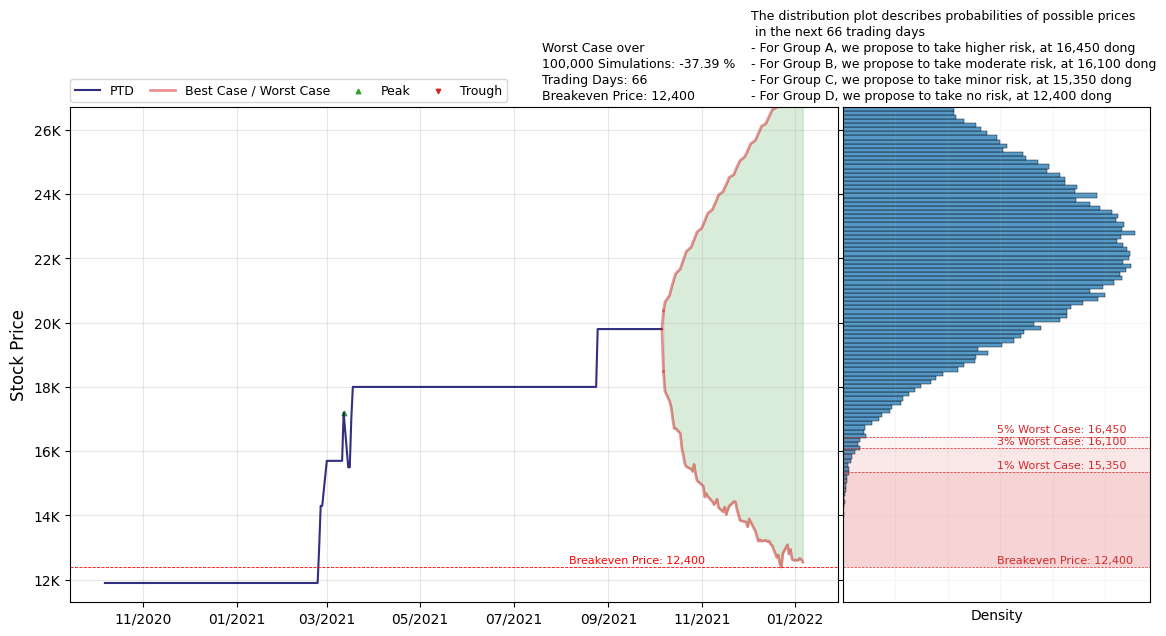 The distribution plot describes probabilities of possible prices
in the next 66 trading days
- For Group A, we propose to take higher risk, at 16,450 dong
- For Group B, we propose to take moderate risk, at 16,100 dong
- For Group C, we propose to take minor risk, at 15,350 dong
- For Group D, we propose to take no risk, at 12,400 dong
Worst Case over
100,000 Simulations: -37.39 %
Trading Days: 66
Breakeven Price: 12,400
PTD
Best Case / Worst Case
Peak
Trough
Stock Price
26K
24K
22K
20K
18K
16K
14K
12K
Breakeven Price: 12,400
11/2020
01/2021
03/2021
05/2021
07/2021
09/2021
11/2021
01/2022
5% Worst Case: 16,450
3% Worst Case: 16,100
1% Worst Case: 15,350
Breakeven Price: 12,400
Density